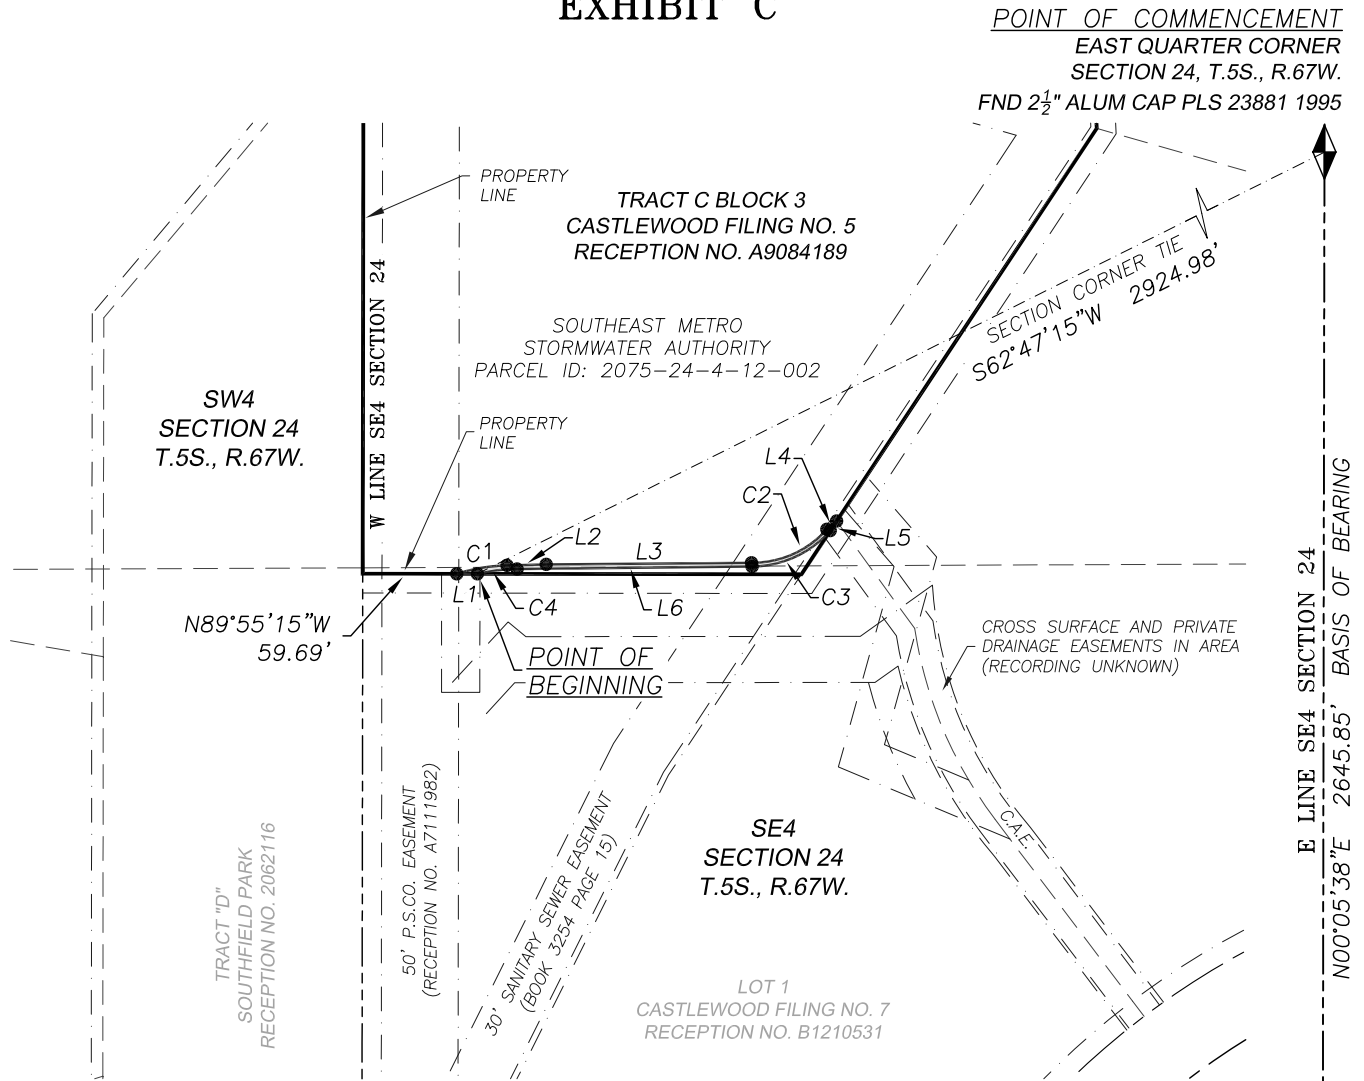 EXHIBIT C
POINT OF COMMENCEMENT
EAST QUARTER CORNER
SECTION 24, T.5S., R.67W.
FND 2½" ALUM CAP PLS 23881 1995
PROPERTY
LINE
TRACT C BLOCK 3
CASTLEWOOD FILING NO. 5
RECEPTION NO. A9084189
W LINE SE4 SECTION 24
SECTION CORNER TIE
S62°47'15"W 2924.98'
SOUTHEAST METRO
STORMWATER AUTHORITY
PARCEL ID: 2075-24-4-12-002
SW4
SECTION 24
T.5S., R.67W.
PROPERTY
LINE
L4
C2
L5
L2
L3
C1
L1
C4
L6
C3
N89°55'15"W
59.69'
POINT OF
BEGINNING
CROSS SURFACE AND PRIVATE
DRAINAGE EASEMENTS IN AREA
(RECORDING UNKNOWN)
E LINE SE4 SECTION 24
N00°05'38"E 2645.85' BASIS OF BEARING
50' P.S.CO. EASEMENT
(RECEPTION NO. A7111982)
30' SANITARY SEWER EASEMENT
(BOOK 3254 PAGE 15)
C.A.E.
SE4
SECTION 24
T.5S., R.67W.
TRACT "D"
SOUTHFIELD PARK
RECEPTION NO. 2062116
LOT 1
CASTLEWOOD FILING NO. 7
RECEPTION NO. B1210531